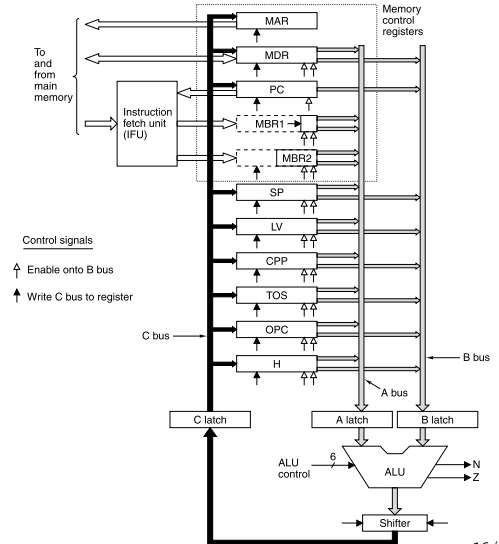 MAR
Memory
control
registers
To
and
from
main
memory
MDR
PC
Instruction
fetch unit
(IFU)
MBR1
MBR2
SP
LV
Control signals
Enable onto B bus
CPP
Write C bus to register
TOS
C bus
OPC
B bus
H
A bus
C latch
A latch
B latch
ALU
control
6
ALU
N
Z
Shifter